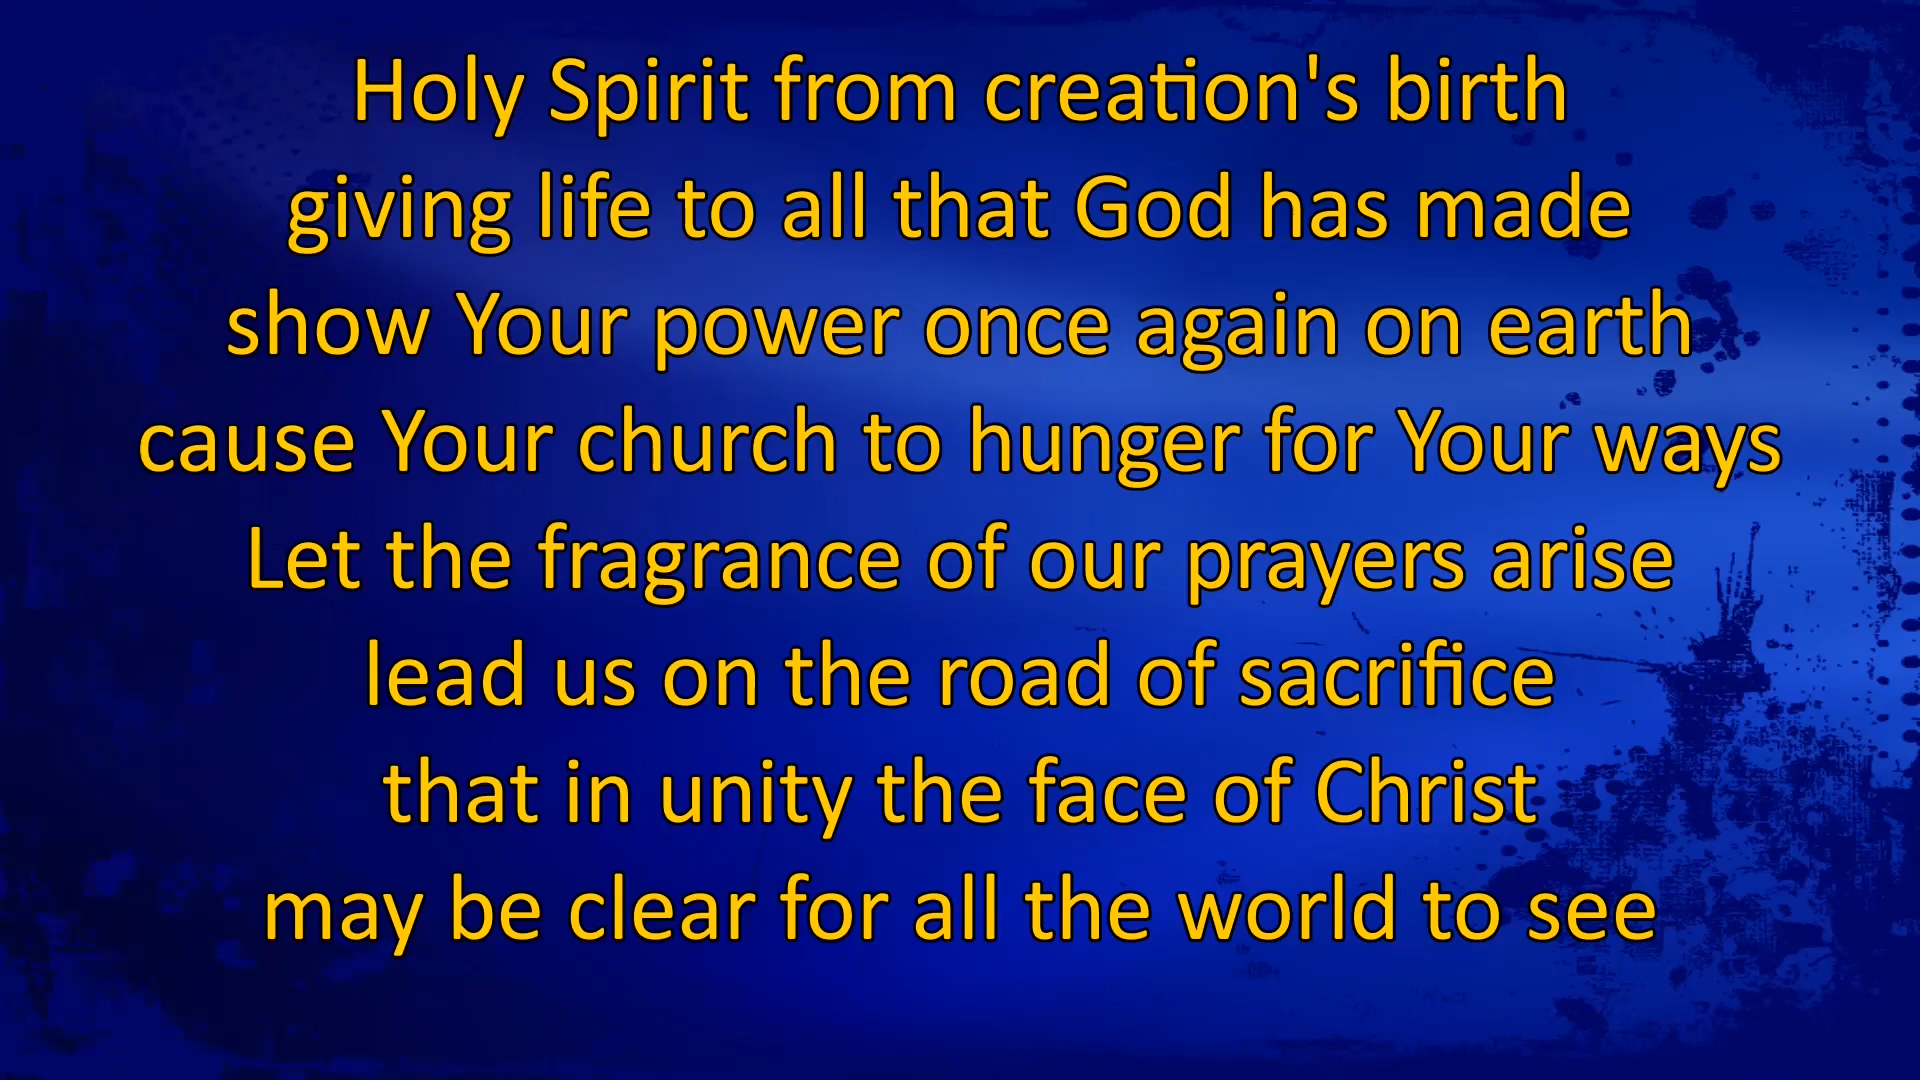 Holy Spirit from creation's birth
giving life to all that God has made
show Your power once again on earth
cause Your church to hunger for Your ways
Let the fragrance of our prayers arise
lead us on the road of sacrifice
that in unity the face of Christ
may be clear for all the world to see